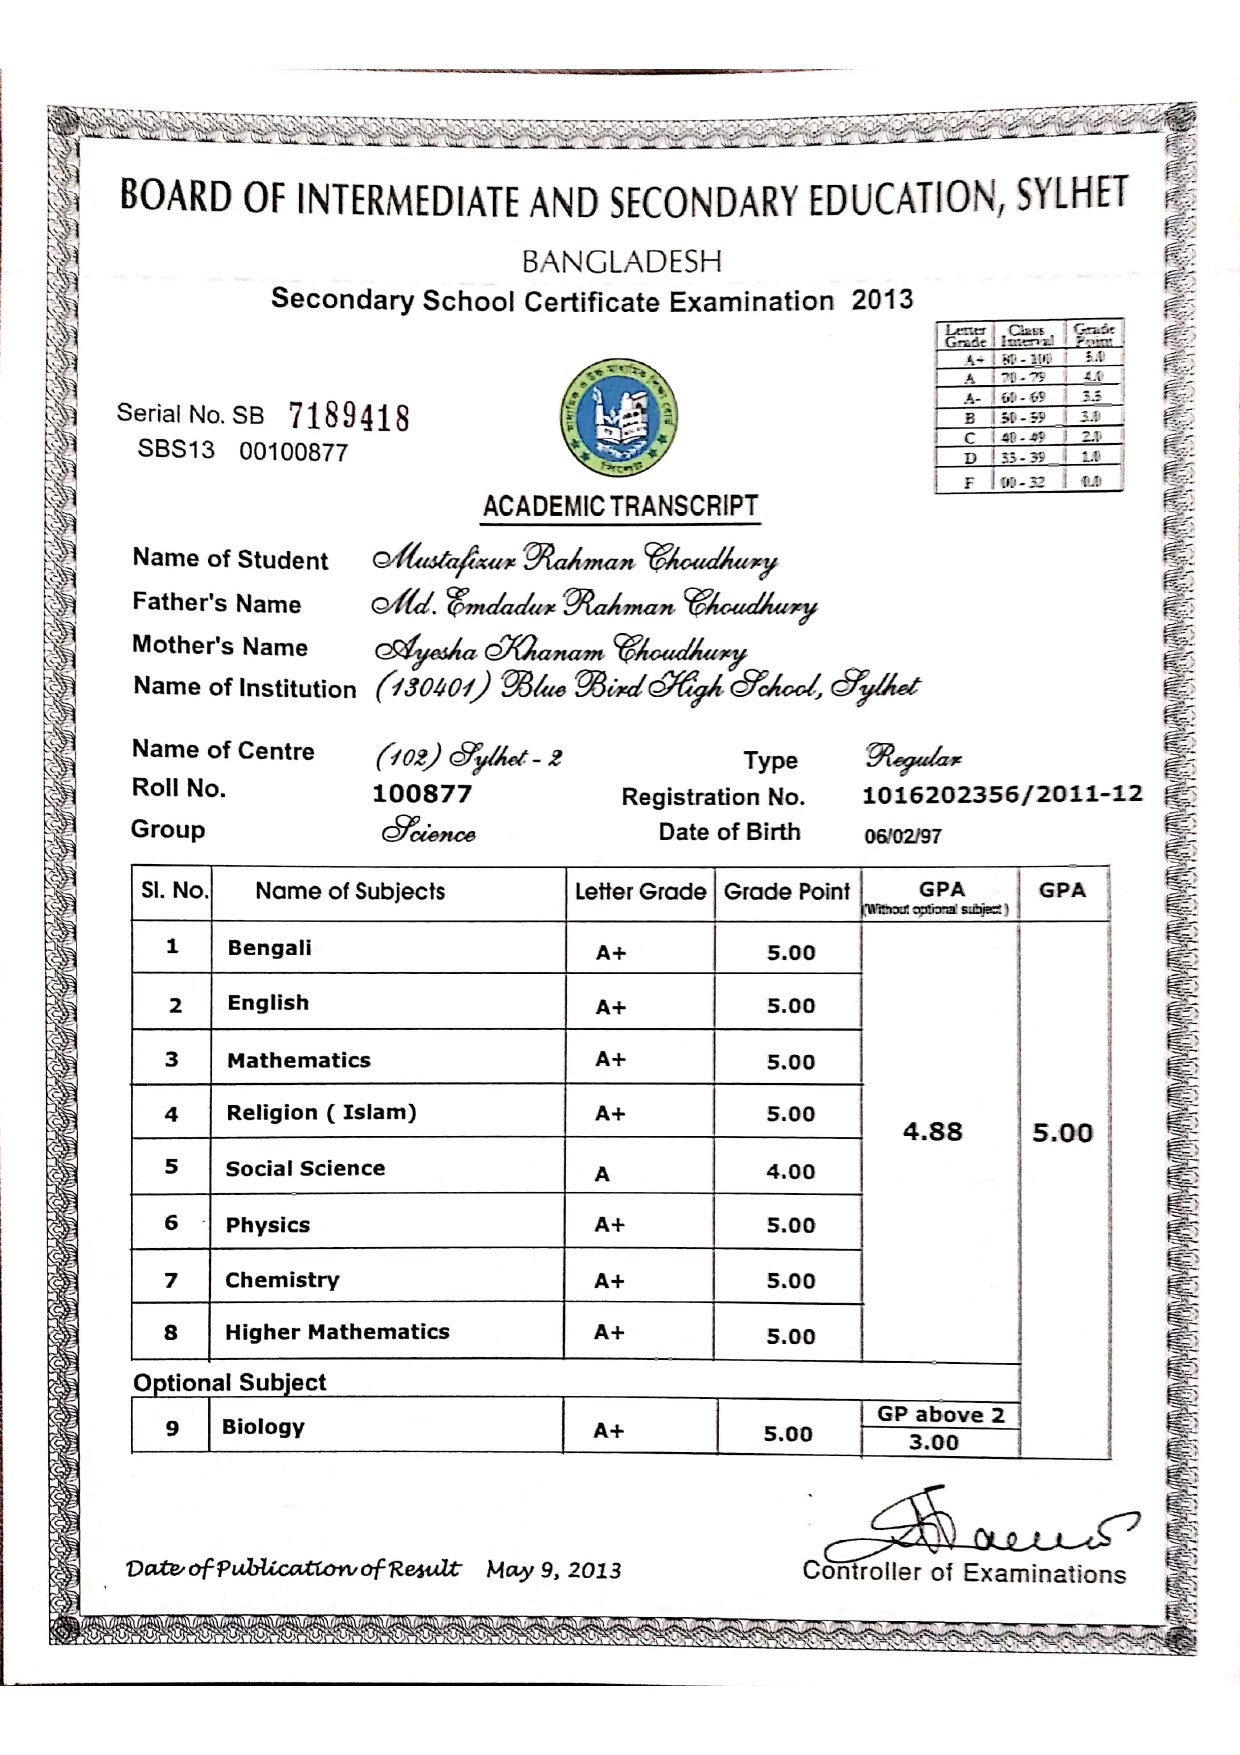 BOARD OF INTERMEDIATE AND SECONDARY EDUCATION, SYLHET
BANGLADESH
Secondary School Certificate Examination 2013
Letter Grade Class Interval Grade Point
A+ 80 - 100 5.0
A 70 - 79 4.0
A- 60 - 69 3.5
B 50 - 59 3.0
C 40 - 49 2.0
D 33 - 39 1.0
F 00 - 32 0.0
Serial No. SB 7189418
SBS13 00100877
মাধ্যমিক ও উচ্চ মাধ্যমিক শিক্ষা বোর্ড
সিলেট
ACADEMIC TRANSCRIPT
Name of Student Mustafizur Rahman Choudhury
Father's Name Md. Emdadur Rahman Choudhury
Mother's Name Ayesha Khanam Choudhury
Name of Institution (130401) Blue Bird High School, Sylhet
Name of Centre (102) Sylhet - 2 Type Regular
Roll No. 100877 Registration No. 1016202356/2011-12
Group Science Date of Birth 06/02/97
Sl. No. Name of Subjects Letter Grade Grade Point GPA (Without optional subject) GPA
1 Bengali A+ 5.00
2 English A+ 5.00
3 Mathematics A+ 5.00
4 Religion ( Islam) A+ 5.00
4.88 5.00
5 Social Science A 4.00
6 Physics A+ 5.00
7 Chemistry A+ 5.00
8 Higher Mathematics A+ 5.00
Optional Subject
9 Biology A+ 5.00 GP above 2
3.00
Date of Publication of Result May 9, 2013
Controller of Examinations